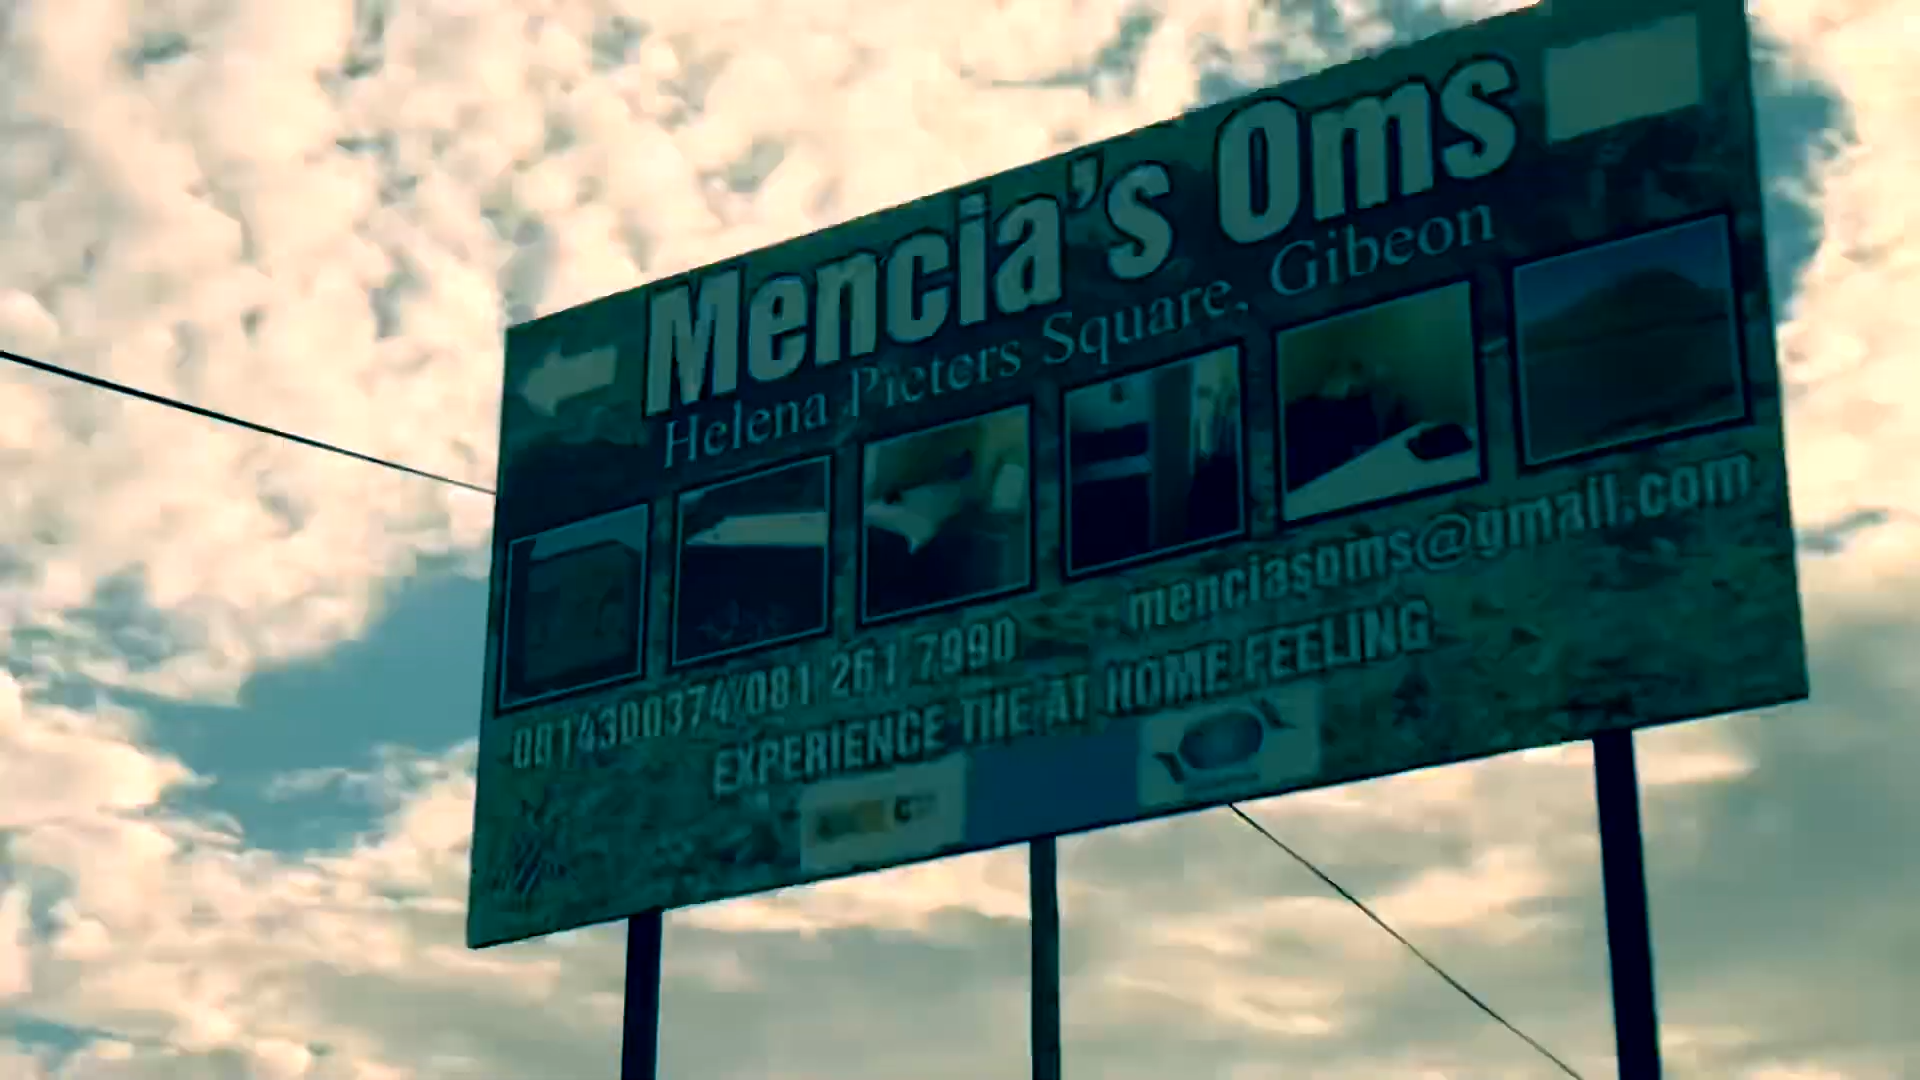 Mencia's Oms
Helena Pieters Square, Gibeon
0814300374/081 261 7990
menciasoms@gmail.com
EXPERIENCE THE AT HOME FEELING